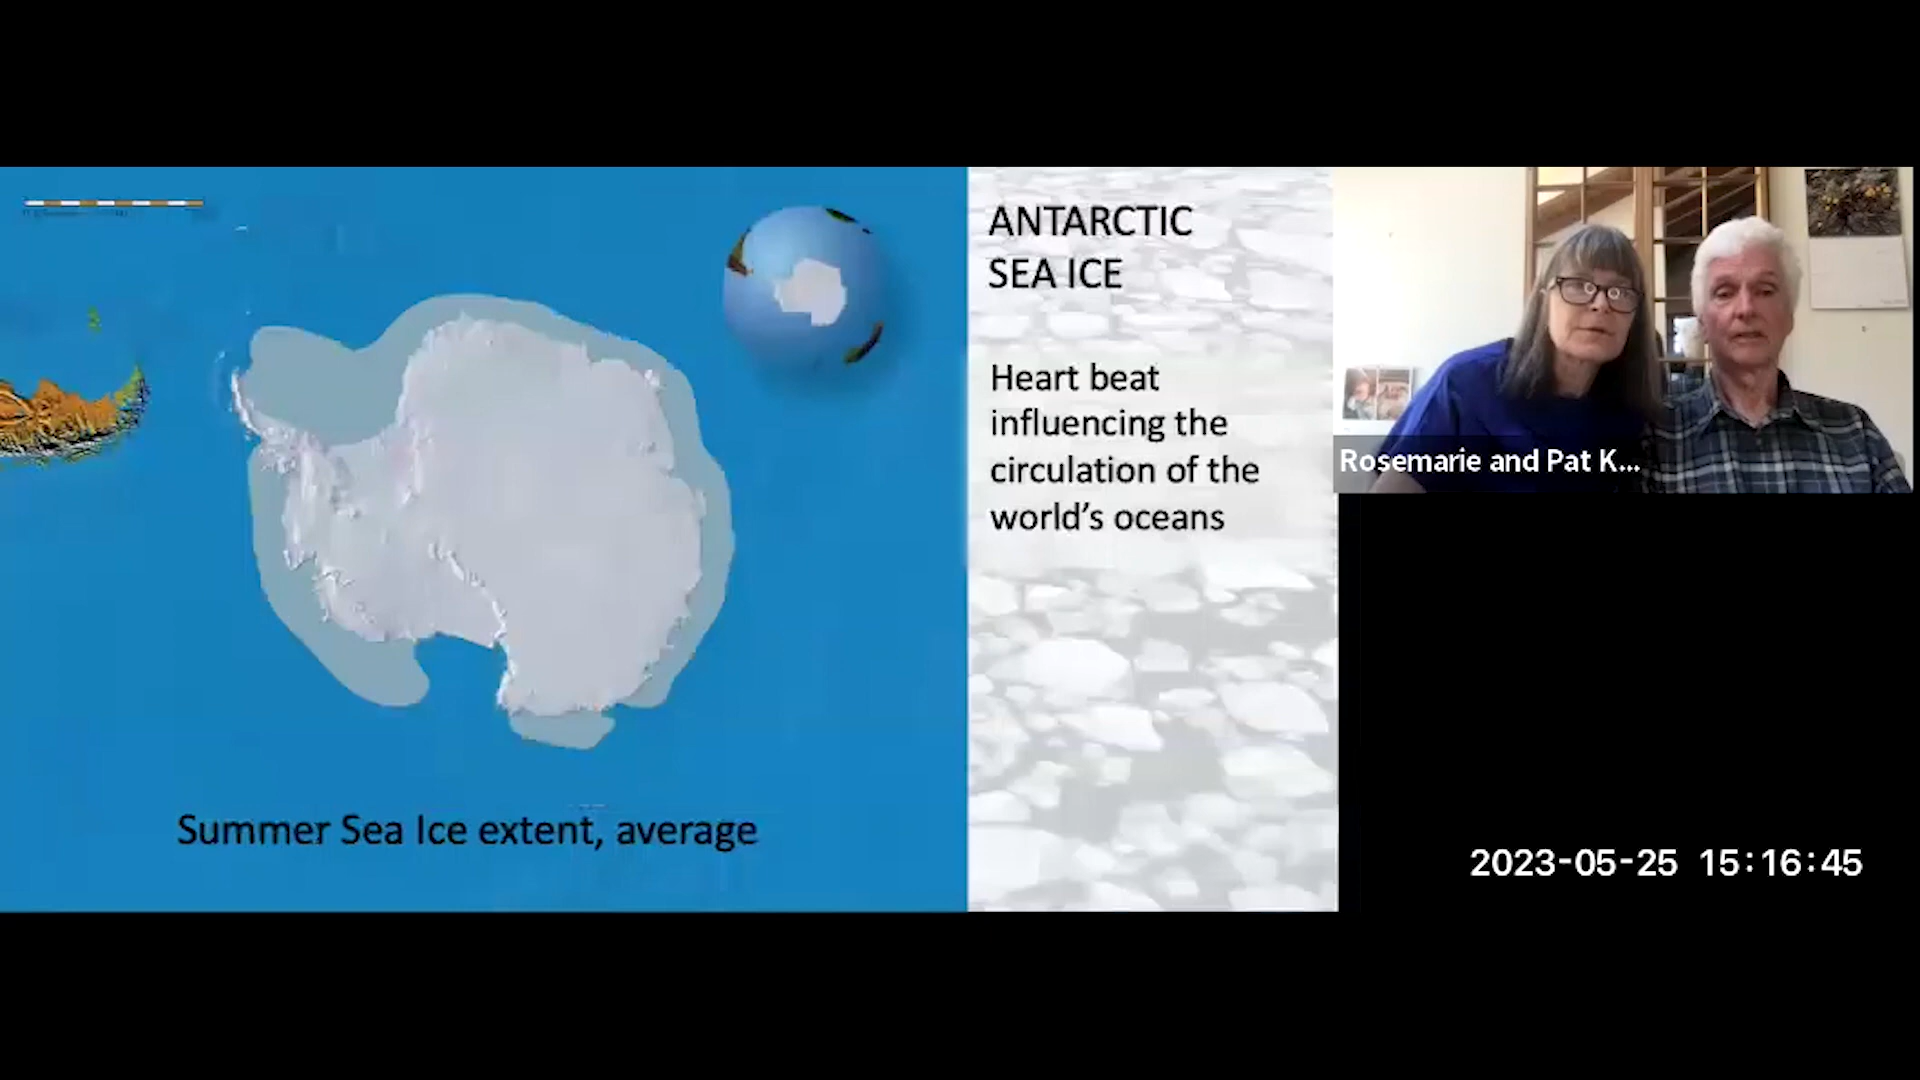 ANTARCTIC
SEA ICE
Heart beat
influencing the
circulation of the
world's oceans
Summer Sea Ice extent, average
Rosemarie and Pat K...
2023-05-25 15:16:45